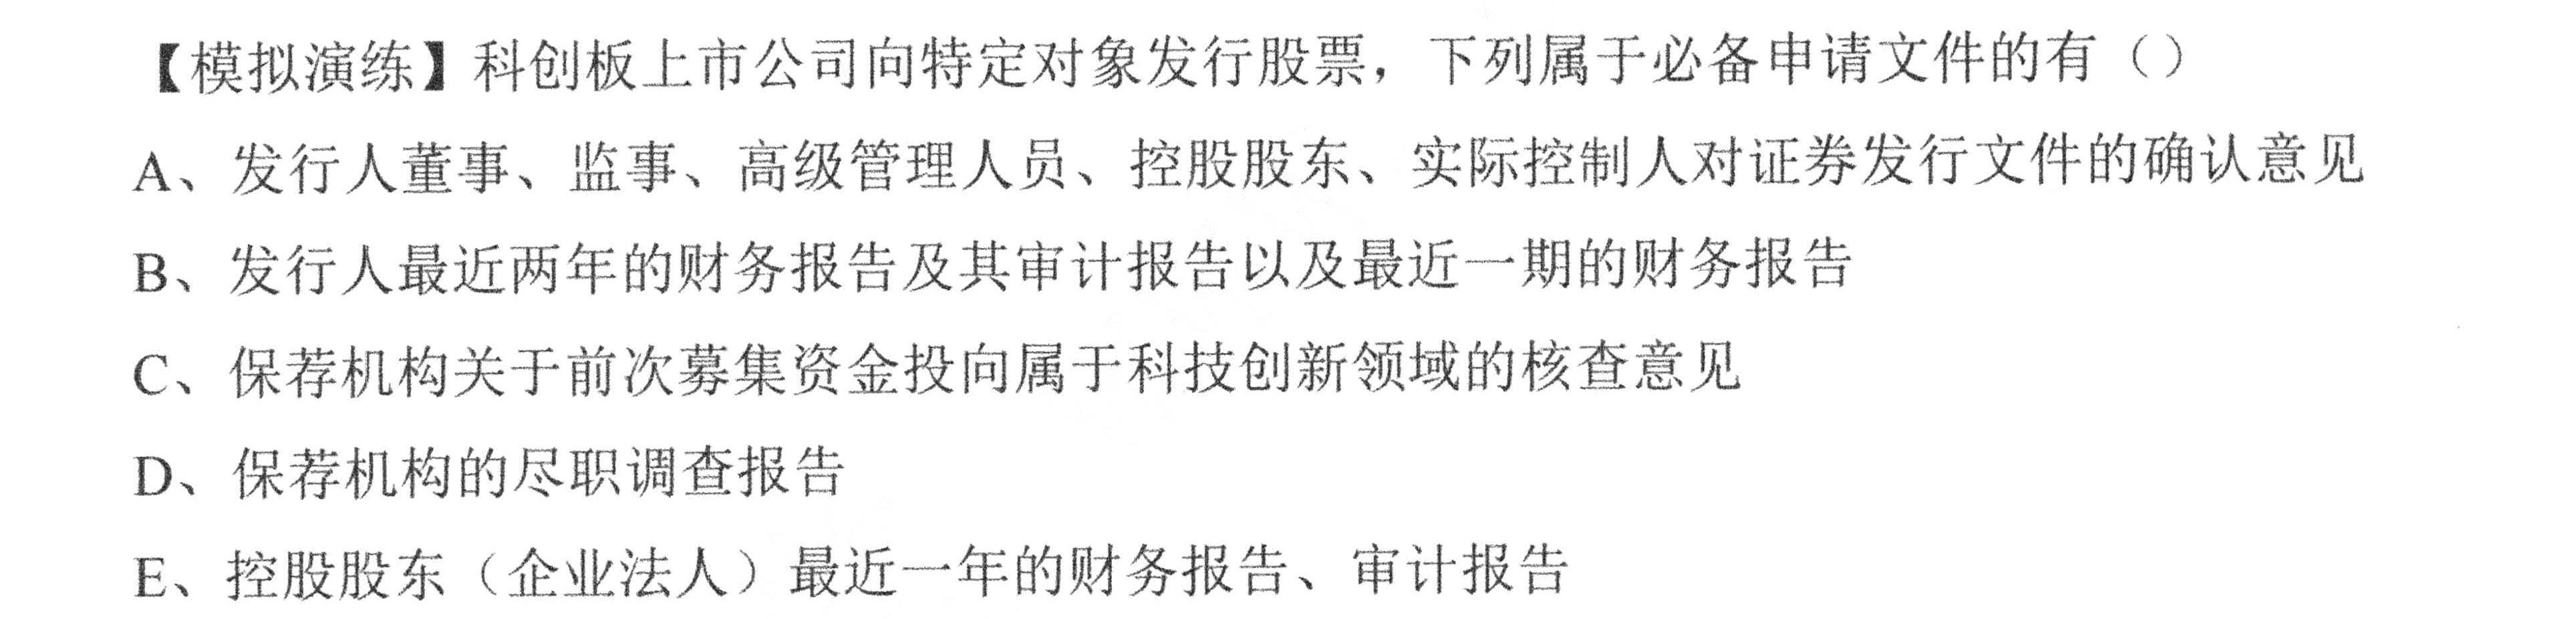 【模拟演练】科创板上市公司向特定对象发行股票，下列属于必备申请文件的有（）
A、发行人董事、监事、高级管理人员、控股股东、实际控制人对证券发行文件的确认意见
B、发行人最近两年的财务报告及其审计报告以及最近一期的财务报告
C、保荐机构关于前次募集资金投向属于科技创新领域的核查意见
D、保荐机构的尽职调查报告
E、控股股东（企业法人）最近一年的财务报告、审计报告